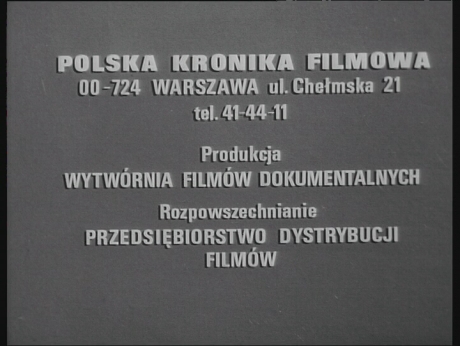 POLSKA KRONIKA FILMOWA
00-724 WARSZAWA ul. Chełmska 21
tel. 41-44-11
Produkcja
WYTWÓRNIA FILMÓW DOKUMENTALNYCH
Rozpowszechnianie
PRZEDSIĘBIORSTWO DYSTRYBUCJI
FILMÓW